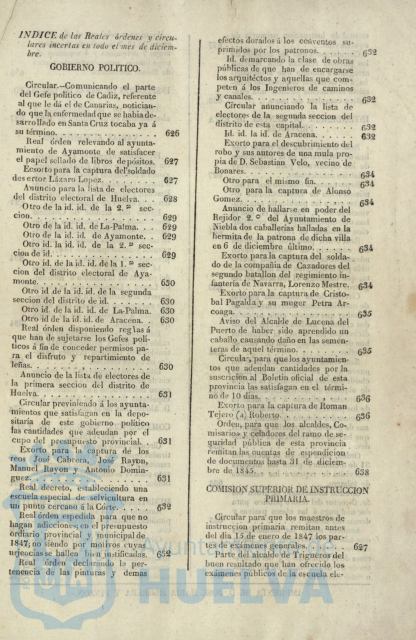 INDICE de las Reales órdenes y circu-
lares incertas en todo el mes de diciem-
bre.
GOBIERNO POLITICO.
Circular.—Comunicando el parte
del Gefe político de Cadiz, referente
al que le dá el de Canarias, notician-
do que la enfermedad que se habia de-
sarrollado en Santa Cruz tocaba ya á
su término. 626
Real órden relevando al ayunta-
miento de Ayamonte de satisfacer
el papel sellado de libros depósitos. 627
Exsorto para la captura del soldado
desertor Lázaro Lopez. 627
Anuncio para la lista de electores
del distrito electoral de Huelva. 628
Otro de la id. id. de la 2.ª sec-
cion. 629
Otro de la id. id. de La-Palma. 629
Otro de la id. id. de Ayamonte. 629
Otro id. la id. id. de la 2.ª sec-
cion de id. 629
Otro de la id. id. de la 1.ª sec-
cion del distrito electoral de Aya-
monte. 630
Otro id. de la id. id. de la segunda
seccion del distrito de id. 630
Otro id. de la id. id. de La-Palma. 630
Otro id. de la id. id. de Aracena. 630
Real órden disponiendo reglas á
que han de sujetarse los Gefes polí-
ticos á fin de conceder permisos pa-
ra el disfruto y repartimiento de
leñas. 630
Anuncio de la lista de electores de
la primera seccion del distrito de
Huelva. 631
Circular previniendo á los ayunta-
mientos que satisfagan en la depo-
sitaría de este gobierno político
las cantidades que adeudan por el
cupo del presupuesto provincial. 631
Exorto para la captura de los
reos José Cabrera, José Rayon,
Manuel Rayon y Antonio Domin-
guez. 631
Real decreto, estableciendo una
escuela especial de selvicultura en
un punto cercano á la Córte. 632
Real órden expedida para que no
hagan adicciones en el presupuesto
ordiario provincial y municipal de
1847, no siendo por motivos cuyas
urjencias se hallen bien justificadas. 632
Real órden declarando la per-
tenencia de las pinturas y demas
efectos dorados á los conventos su-
primidos por los patronos. 632
Id. demarcando la clase de obras
públicas de que han de encargarse
los arquitéctos y aquellas que com-
peten á los Ingenieros de caminos
y canales. 632
Circular anunciando la lista de
electores de la segunda seccion del
distrito de esta capital. 632
Id. id. la id. de Aracena. 632
Exorto para el descubrimiento del
robo y sus autores de una mula pro-
pia de D. Sebastian Velo, vecino de
Bonares. 634
Otro para el mismo fin. 634
Otro para la captura de Alonso
Gomez. 634
Anuncio de hallarse en poder del
Rejidor 2.º del Ayuntamiento de
Niebla dos caballerías halladas en la
hermita de la patrona de dicha villa
en 6 de diciembre último. 634
Exorto para la captura del solda-
do de la compañía de Cazadores del
segundo batallon del regimiento in-
fantería de Navarra, Lorenzo Mestre. 634
Exorto para la captura de Cristo-
bal Pagalda y su muger Petra Ar-
coaga. 635
Aviso del Alcalde de Lucena del
Puerto de haber sido aprendido un
caballo causando daño en las semen-
teras de aquel término. 635
Circular, para que los ayuntamien-
tos que adeudan cantidades por la
suscricion al Boletin oficial de esta
provincia las satisfagan en el térmi-
no de 10 dias. 636
Exorto para la captura de Roman
Tejero (a) Roberto. 636
Orden, para que los alcaldes, Co-
misarios y celadores del ramo de se-
guridad pública de esta provincia
remitan las cuentas de espendicion
de documentos hasta 31 de diciem-
bre de 1845. 638
COMISION SUPERIOR DE INSTRUCCION
PRIMARIA.
Circular para que los maestros de
instruccion primaria remitan antes
del dia 15 de enero de 1847 los par-
tes de exámenes generales. 627
Parte del alcalde de Trigueros del
buen resultado que han ofrecido los
exámenes públicos de la escuela ele-
Ayuntamiento de
HUELVA